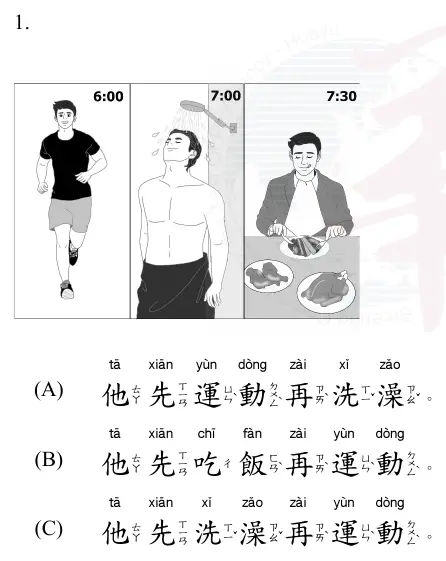 1.
6:00 7:00 7:30
tā xiān yùn dòng zài xǐ zǎo
(A) 他ㄊㄚ 先ㄒㄧㄢ 運ㄩㄣˋ 動ㄉㄨㄥˋ 再ㄗㄞˋ 洗ㄒㄧˇ 澡ㄗㄠˇ 。
tā xiān chī fàn zài yùn dòng
(B) 他ㄊㄚ 先ㄒㄧㄢ 吃ㄔ 飯ㄈㄢˋ 再ㄗㄞˋ 運ㄩㄣˋ 動ㄉㄨㄥˋ 。
tā xiān xǐ zǎo zài yùn dòng
(C) 他ㄊㄚ 先ㄒㄧㄢ 洗ㄒㄧˇ 澡ㄗㄠˇ 再ㄗㄞˋ 運ㄩㄣˋ 動ㄉㄨㄥˋ 。